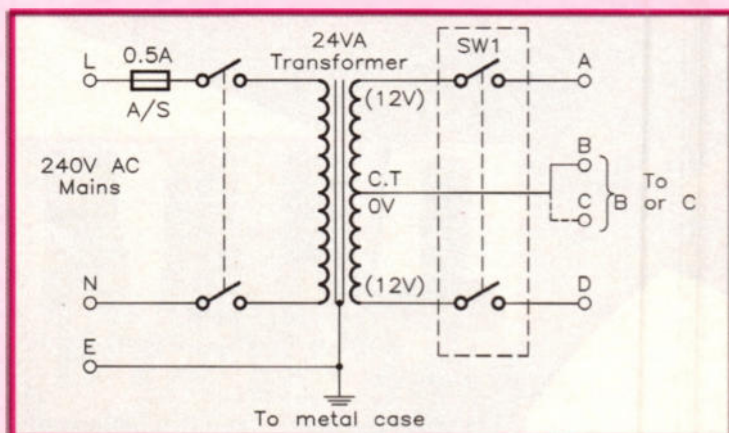 24VA
Transformer
SW1
L
0.5A
A/S
A
(12V)
B
240V AC
Mains
C.T
0V
C
To
B or C
N
(12V)
D
E
To metal case